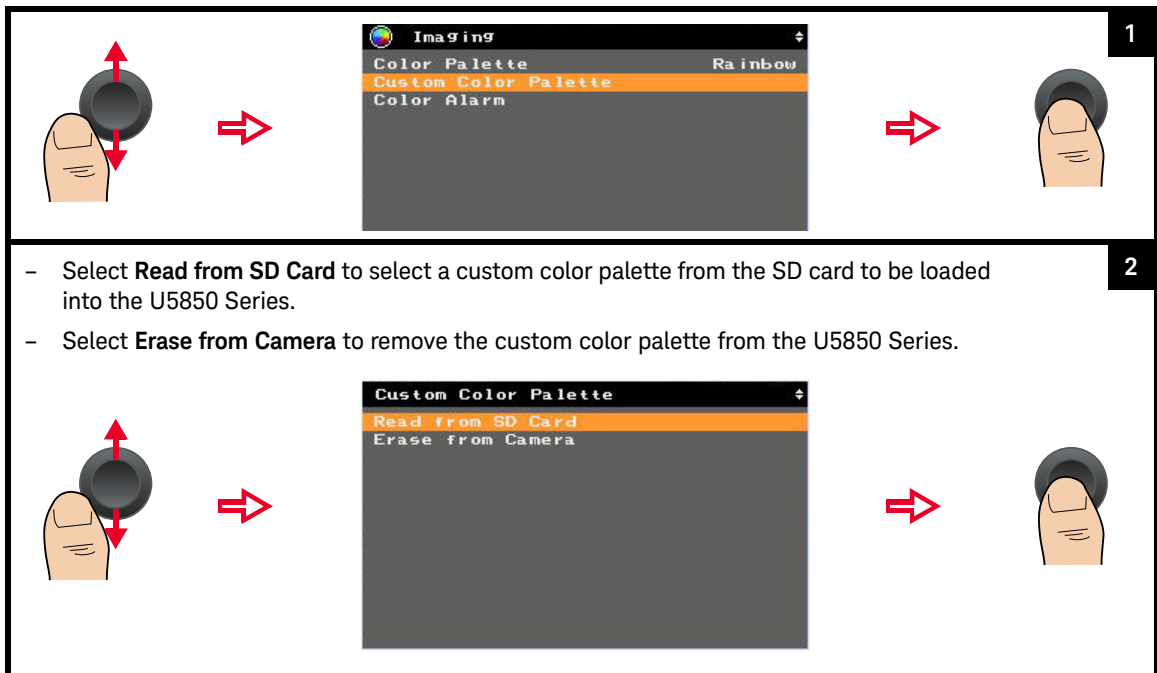 1
Imaging
Color Palette Rainbow
Custom Color Palette
Color Alarm
2
– Select Read from SD Card to select a custom color palette from the SD card to be loaded
into the U5850 Series.
– Select Erase from Camera to remove the custom color palette from the U5850 Series.
Custom Color Palette
Read from SD Card
Erase from Camera